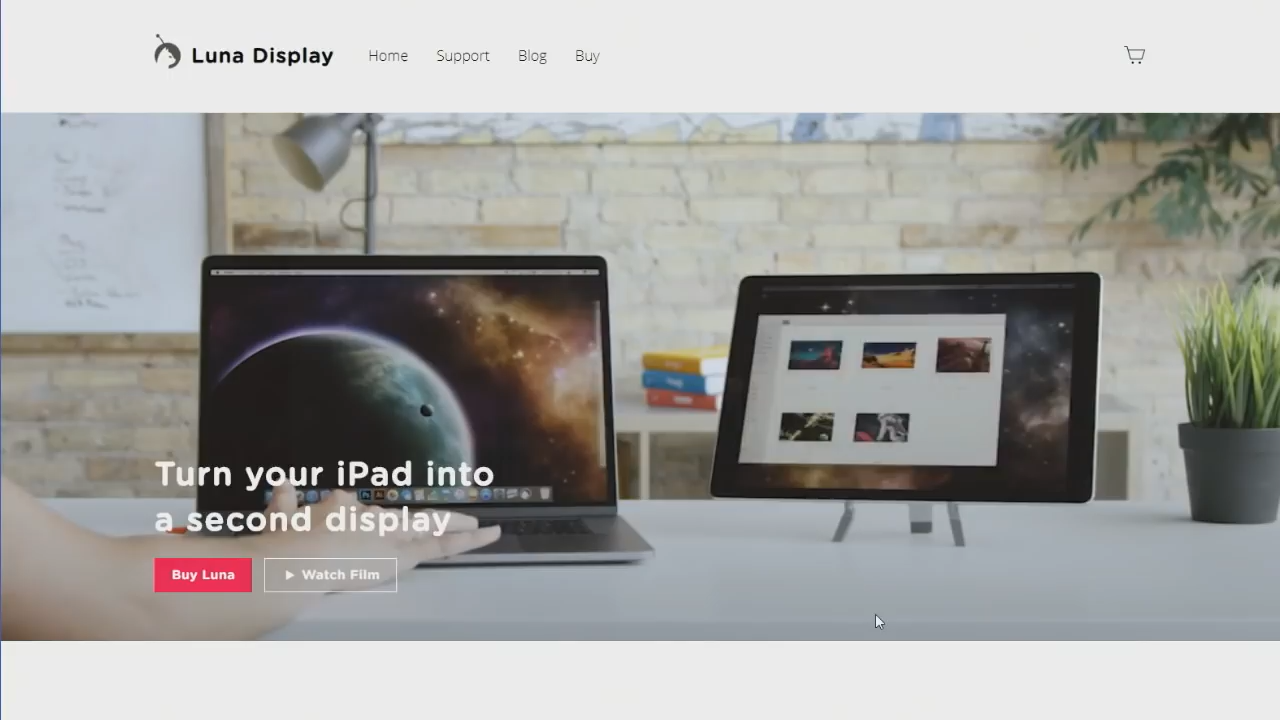 Luna Display
Home
Support
Blog
Buy
Turn your iPad into
a second display
Buy Luna
Watch Film